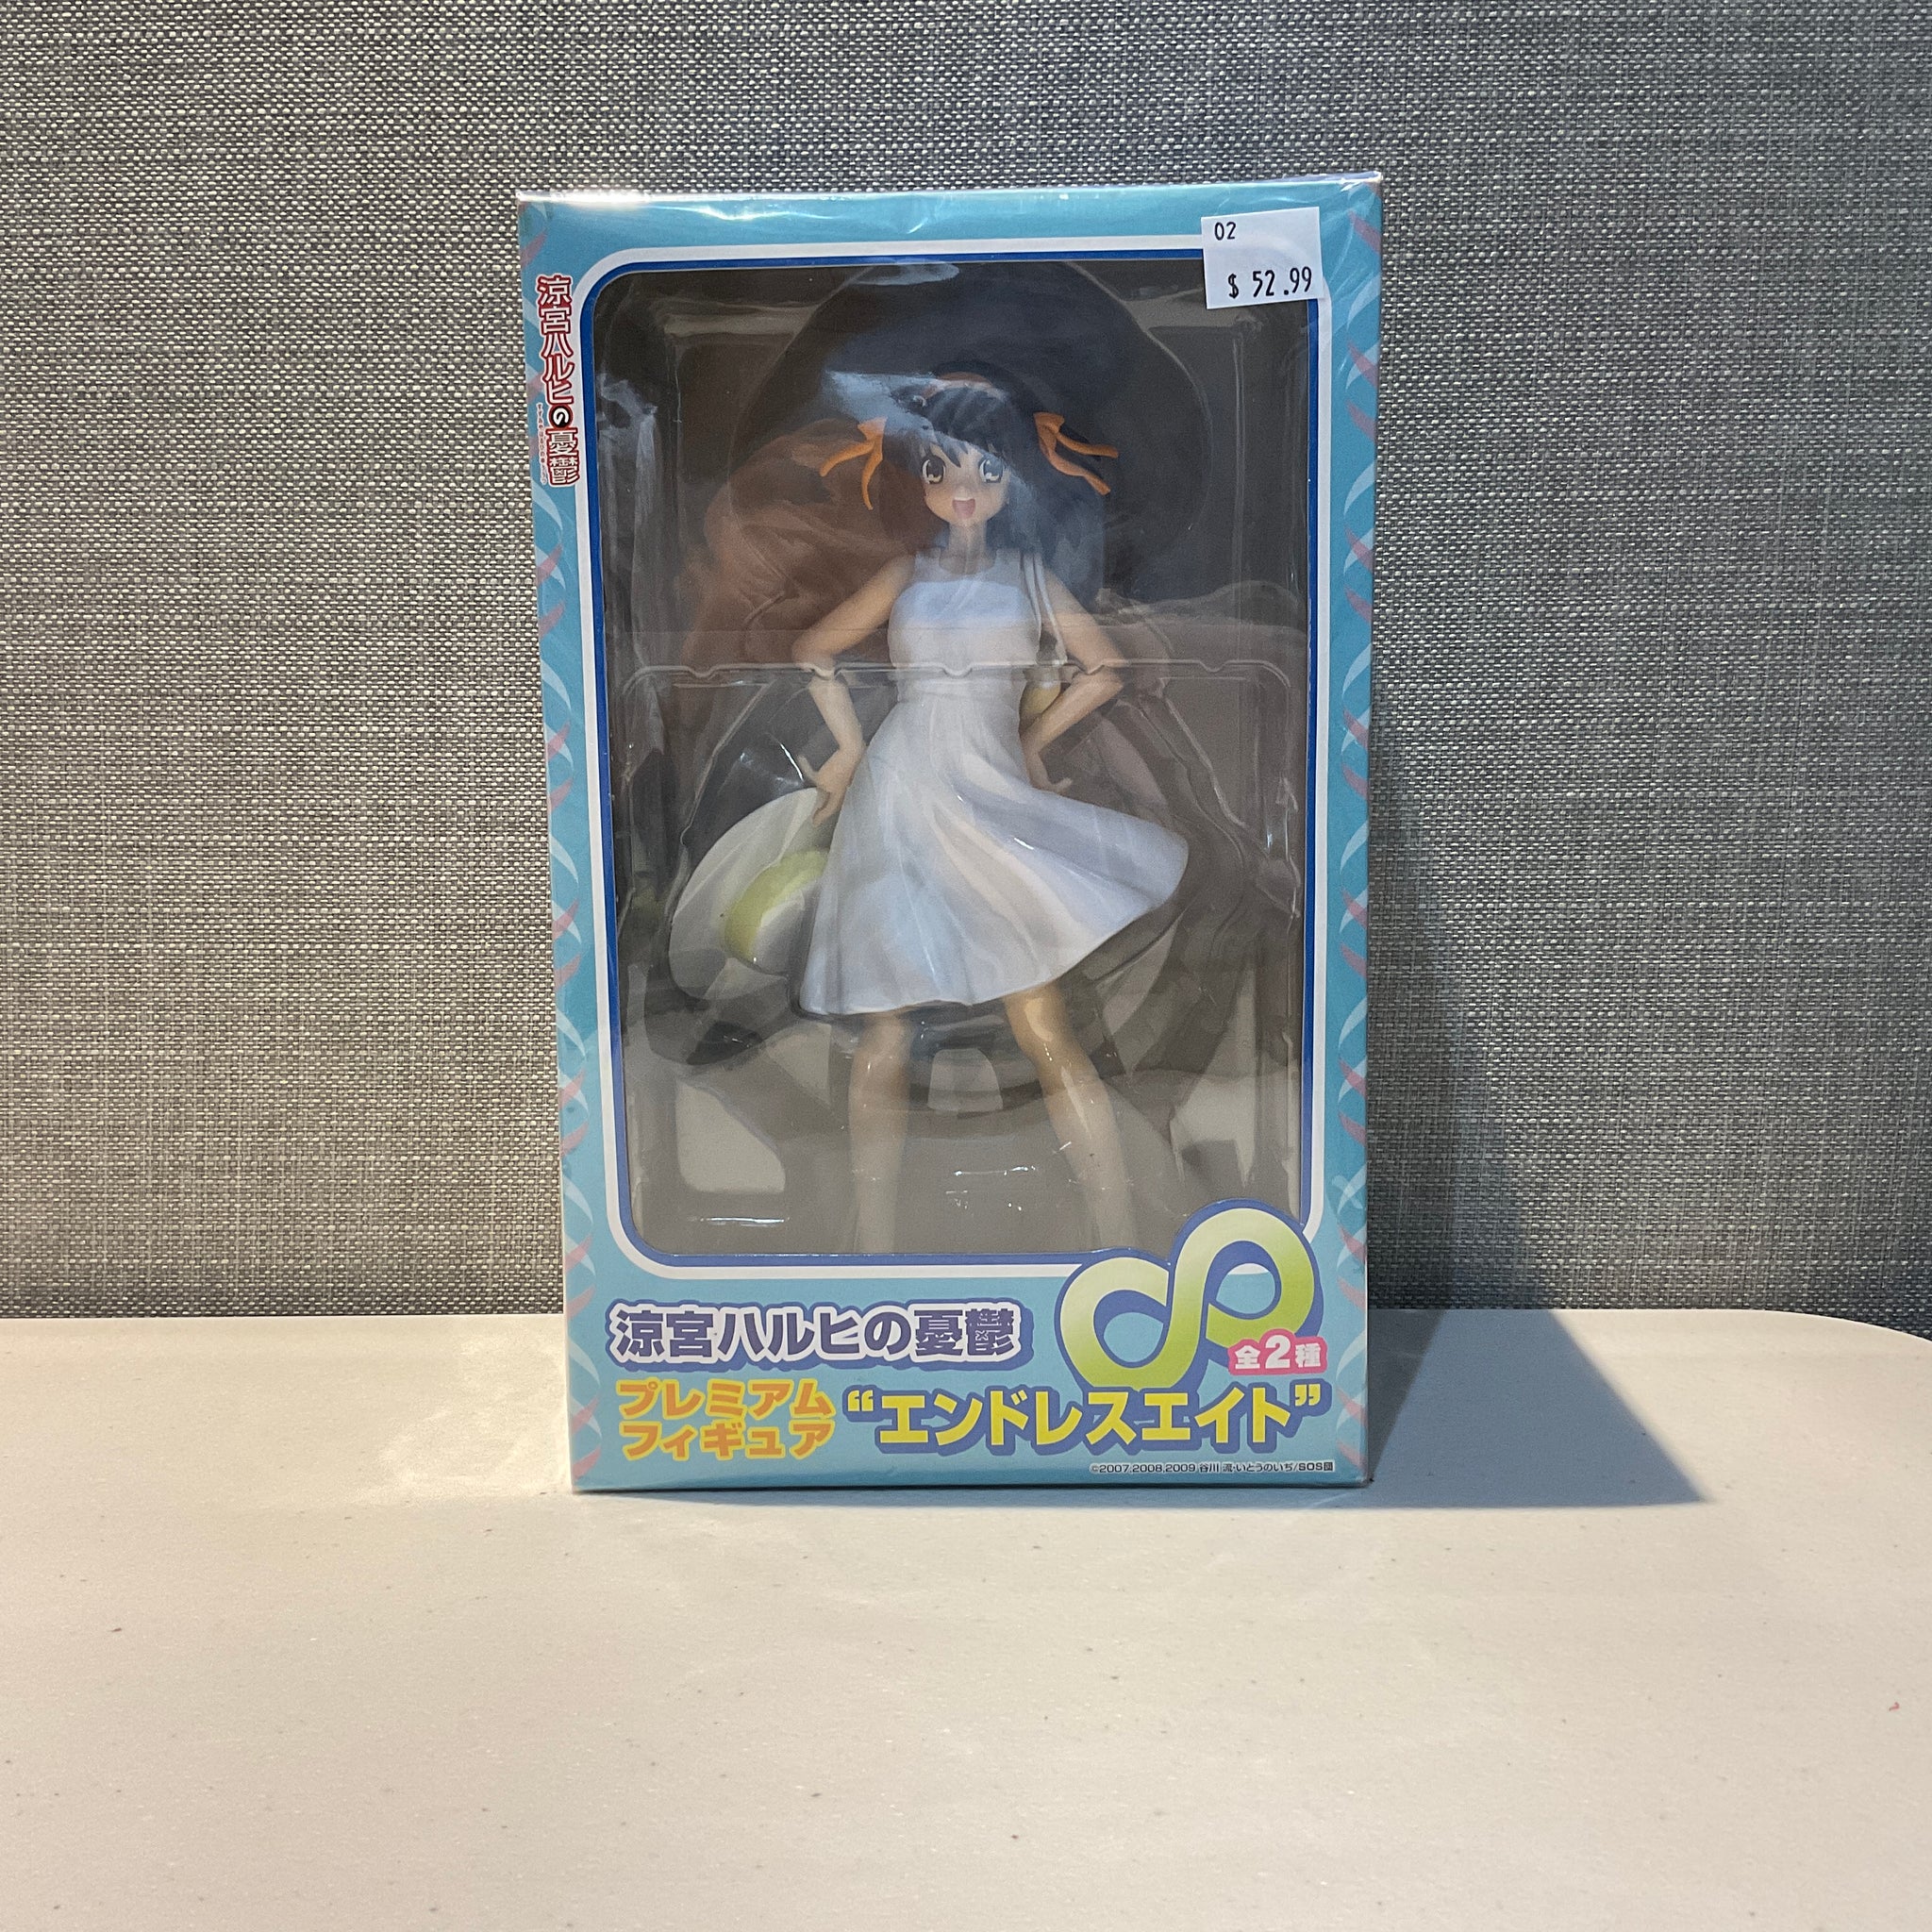 02
$ 52.99
涼宮ハルヒの憂鬱
涼宮ハルヒの憂鬱
全2種
プレミアム
フィギュア
“エンドレスエイト”
©2007,2008,2009 谷川 流・いとうのいぢ/SOS団